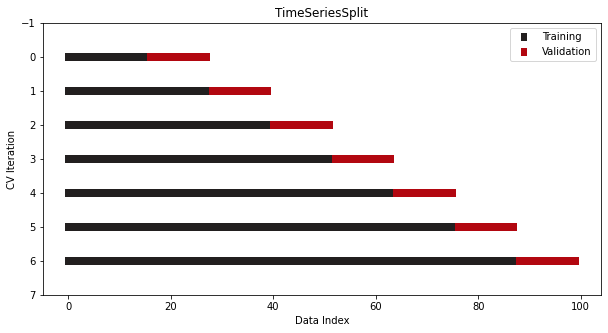 TimeSeriesSplit
−1
0
1
2
3
4
5
6
7
CV Iteration
Training
Validation
0 20 40 60 80 100
Data Index